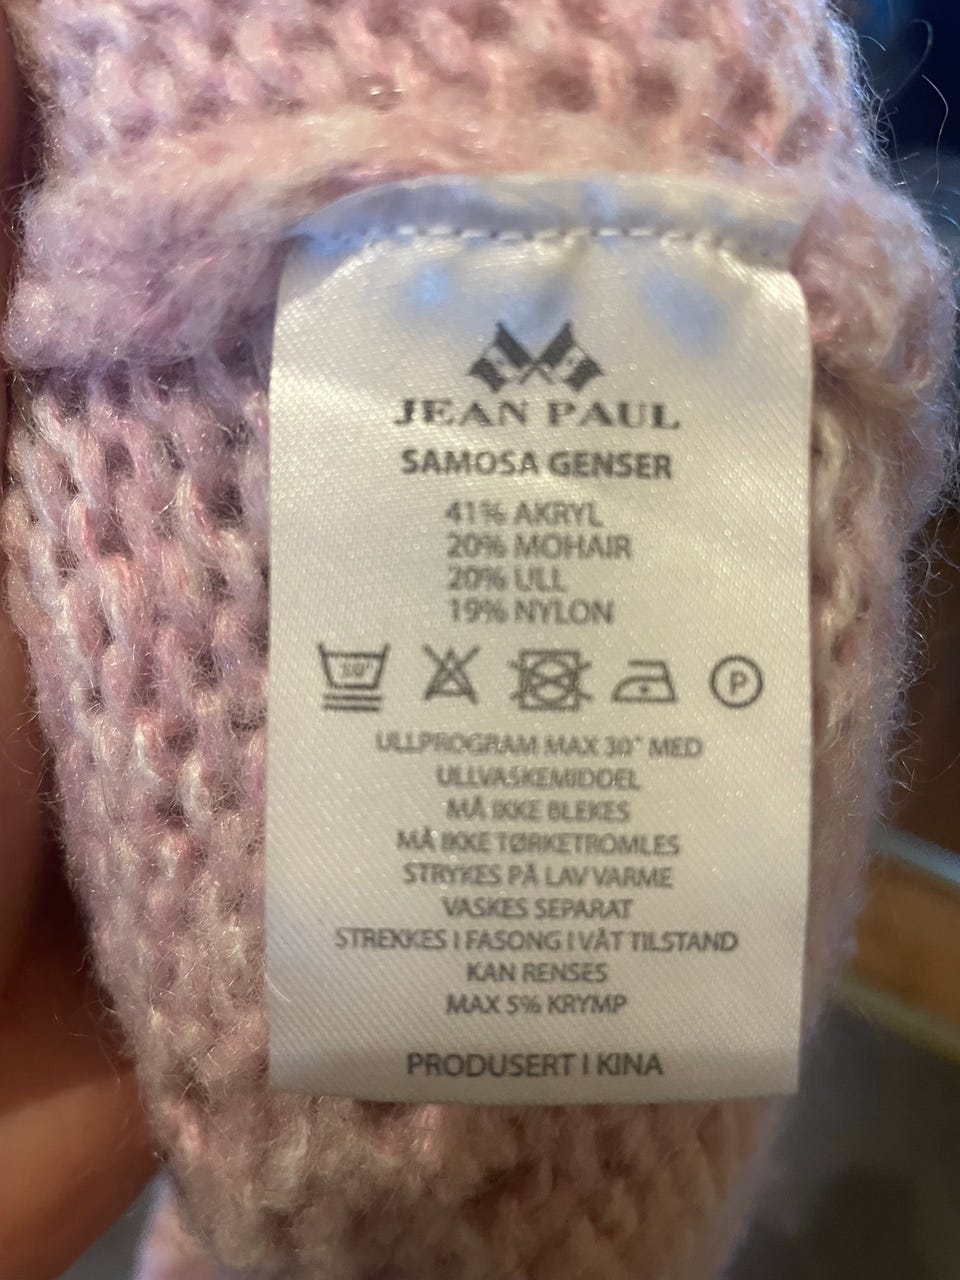 JEAN PAUL
SAMOSA GENSER
41% AKRYL
20% MOHAIR
20% ULL
19% NYLON
30° P
ULLPROGRAM MAX 30° MED
ULLVASKEMIDDEL
MÅ IKKE BLEKES
MÅ IKKE TØRKETROMLES
STRYKES PÅ LAV VARME
VASKES SEPARAT
STREKKES I FASONG I VÅT TILSTAND
KAN RENSES
MAX 5% KRYMP
PRODUSERT I KINA